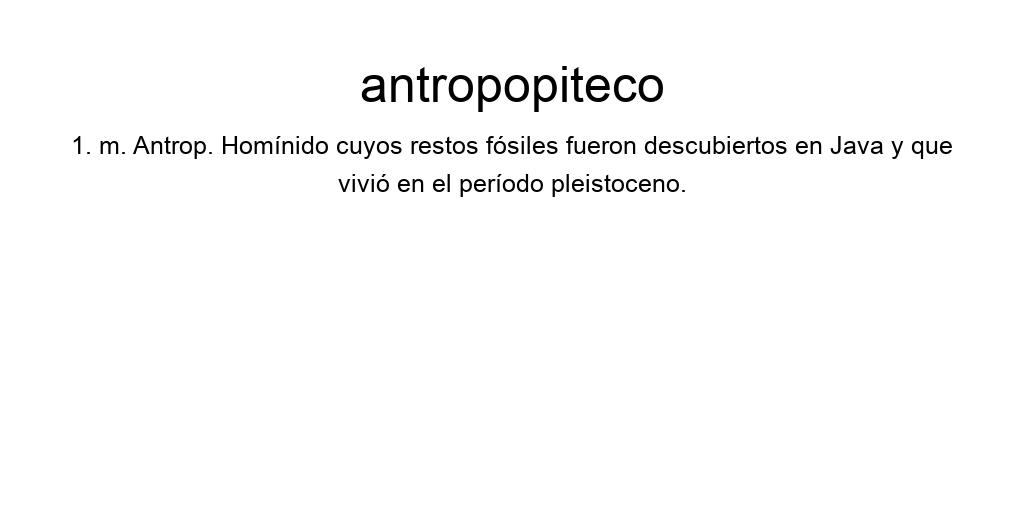 antropopiteco
1. m. Antrop. Homínido cuyos restos fósiles fueron descubiertos en Java y que
vivió en el período pleistoceno.